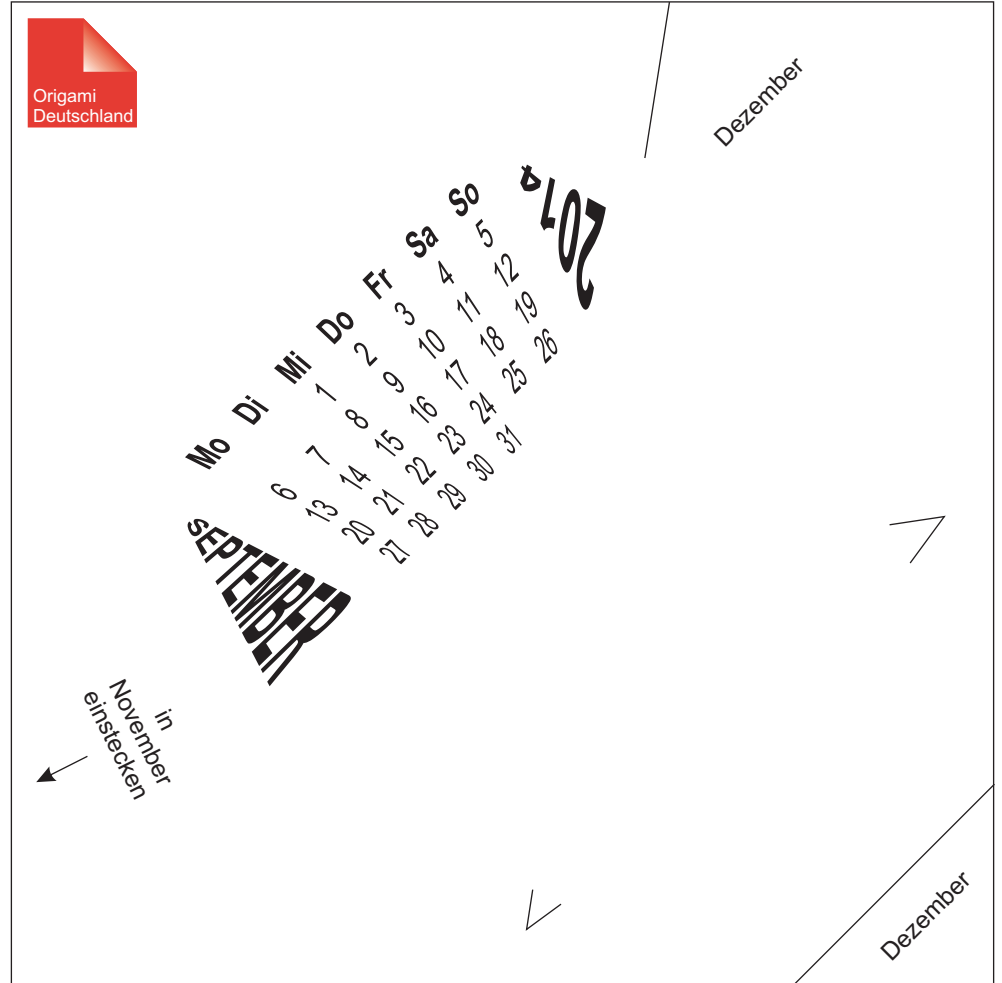 Origami
Deutschland
Dezember
2014
Mo Di Mi Do Fr Sa So
1 2 3 4 5
6 7 8 9 10 11 12
13 14 15 16 17 18 19
20 21 22 23 24 25 26
27 28 29 30 31
SEPTEMBER
in
November
einstecken
Dezember